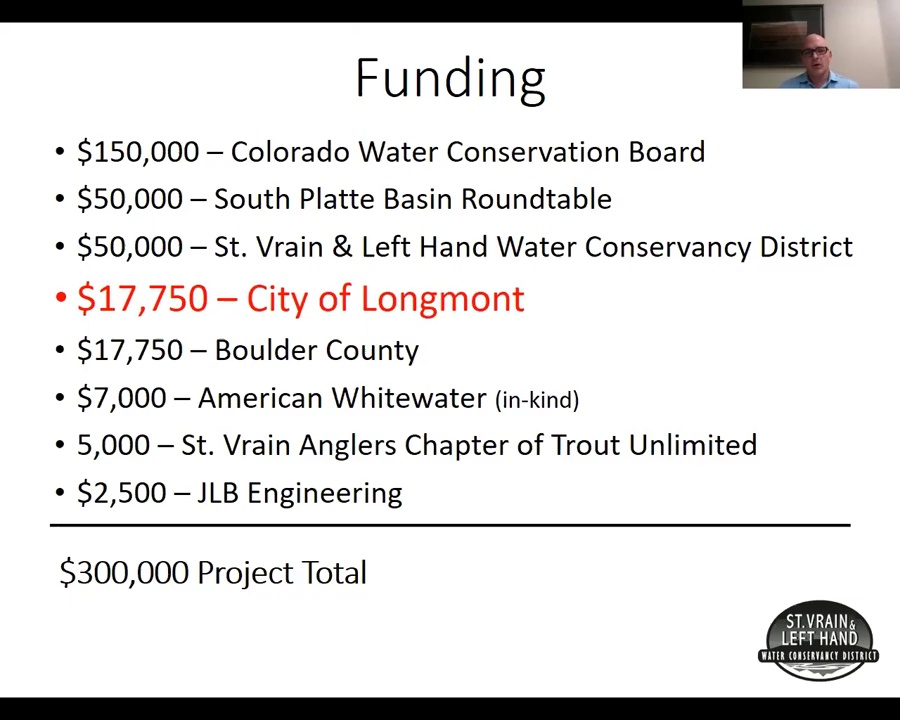 Funding
• $150,000 – Colorado Water Conservation Board
• $50,000 – South Platte Basin Roundtable
• $50,000 – St. Vrain & Left Hand Water Conservancy District
• $17,750 – City of Longmont
• $17,750 – Boulder County
• $7,000 – American Whitewater (in-kind)
• 5,000 – St. Vrain Anglers Chapter of Trout Unlimited
• $2,500 – JLB Engineering
$300,000 Project Total
ST. VRAIN &
LEFT HAND
WATER CONSERVANCY DISTRICT